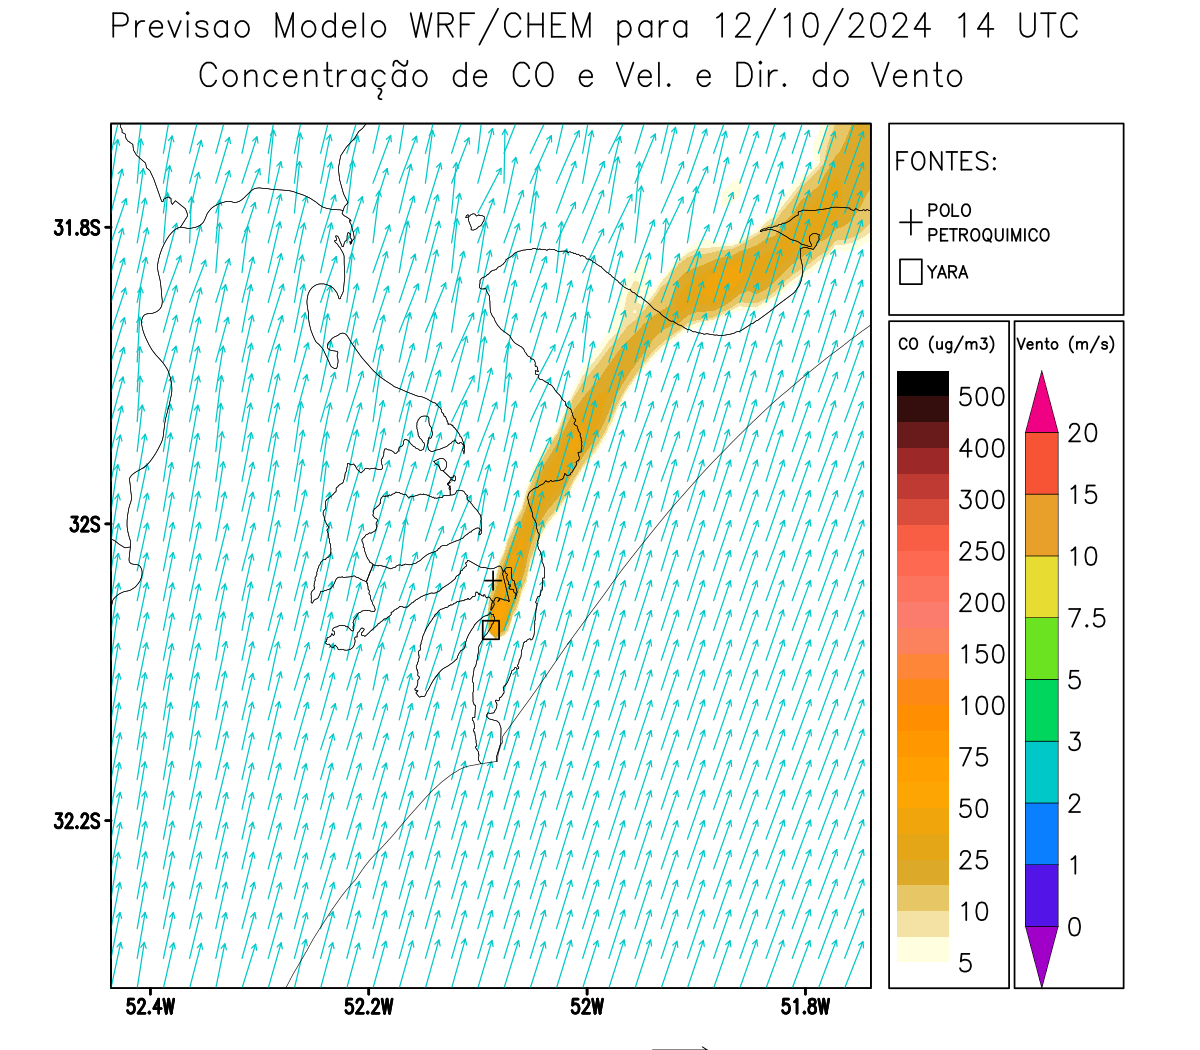 Previsao Modelo WRF/CHEM para 12/10/2024 14 UTC
Concentração de CO e Vel. e Dir. do Vento
FONTES:
POLO
PETROQUIMICO
YARA
CO (ug/m3)
500
400
300
250
200
150
100
75
50
25
10
5
Vento (m/s)
20
15
10
7.5
5
3
2
1
0
31.8S
32S
32.2S
52.4W
52.2W
52W
51.8W